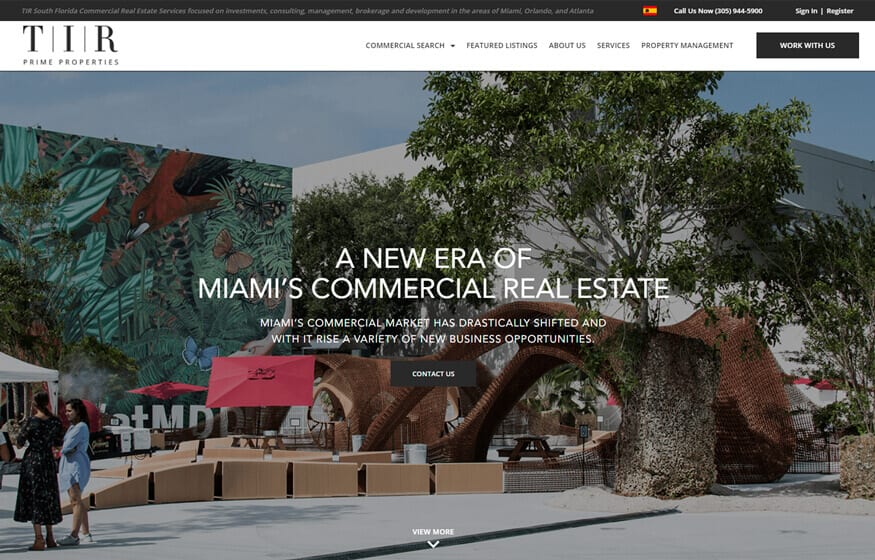 TIR South Florida Commercial Real Estate Services focused on investments, consulting, management, brokerage and development in the areas of Miami, Orlando, and Atlanta
Call Us Now (305) 944-5900
Sign In | Register
T|I|R
PRIME PROPERTIES
COMMERCIAL SEARCH
FEATURED LISTINGS
ABOUT US
SERVICES
PROPERTY MANAGEMENT
WORK WITH US
A NEW ERA OF
MIAMI'S COMMERCIAL REAL ESTATE
MIAMI'S COMMERCIAL MARKET HAS DRASTICALLY SHIFTED AND
WITH IT RISE A VARIETY OF NEW BUSINESS OPPORTUNITIES.
CONTACT US
VIEW MORE